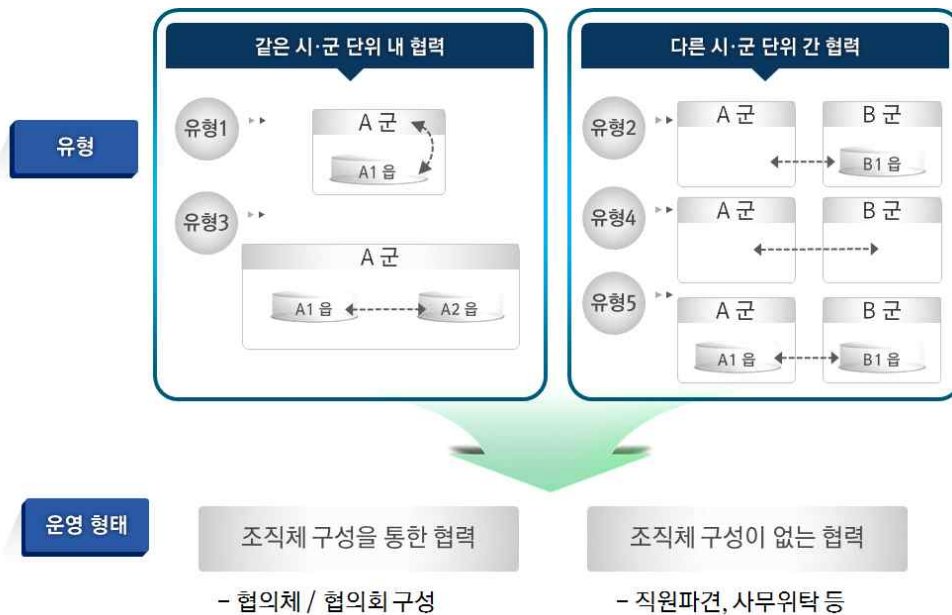 같은 시·군 단위 내 협력
다른 시·군 단위 간 협력
유형
유형1
A 군
A1 읍
유형3
A 군
A1 읍
A2 읍
유형2
A 군
B 군
B1 읍
유형4
A 군
B 군
유형5
A 군
B 군
A1 읍
B1 읍
운영 형태
조직체 구성을 통한 협력
조직체 구성이 없는 협력
– 협의체 / 협의회 구성
– 직원파견, 사무위탁 등